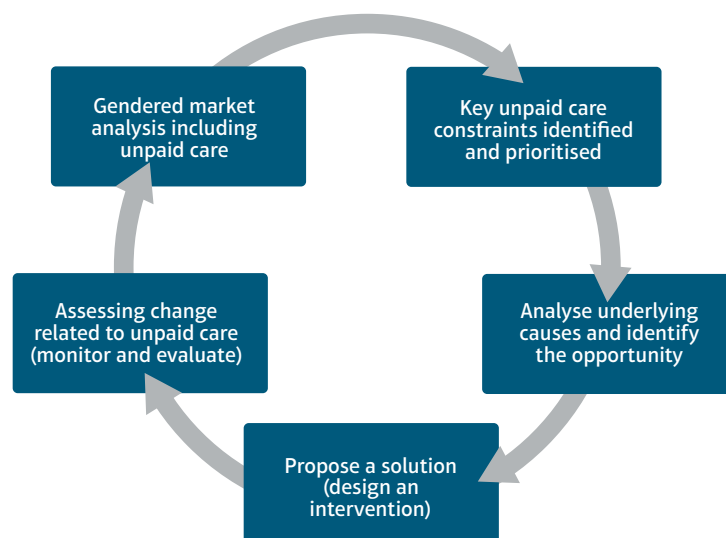 Gendered market
analysis including
unpaid care
Key unpaid care
constraints identified
and prioritised
Analyse underlying
causes and identify
the opportunity
Propose a solution
(design an
intervention)
Assessing change
related to unpaid care
(monitor and evaluate)